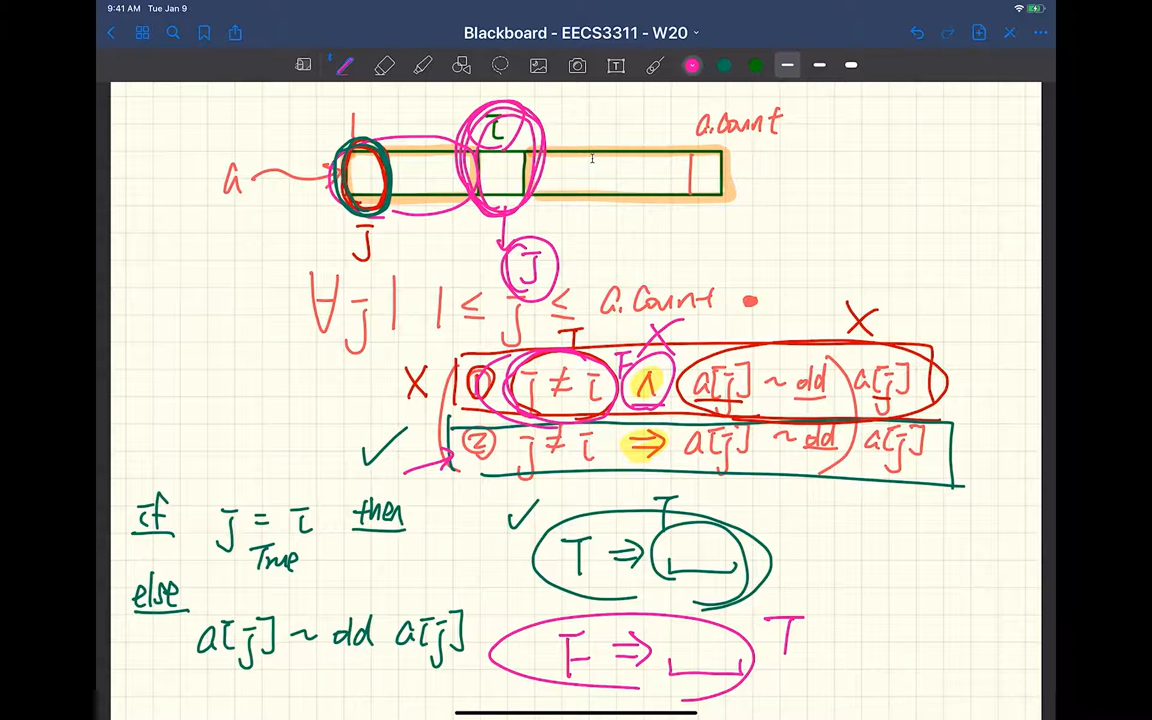 9:41 AM Tue Jan 9
Blackboard - EECS3311 - W20
1 i a.count
a
j j
∀j | 1 ≤ j ≤ a.count •
T X X
X ① j ≠ i F ∧ a[j] ~ old a[j]
✓ ② j ≠ i ⇒ a[j] ~ old a[j]
if j = i then ✓ T
True T ⇒
else
a[j] ~ old a[j] T
F ⇒